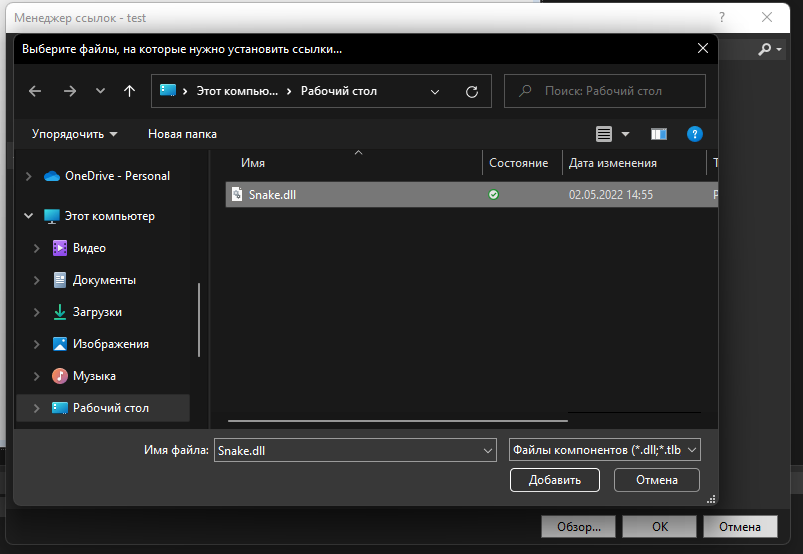 Менеджер ссылок - test
?
Выберите файлы, на которые нужно установить ссылки...
Этот компью... Рабочий стол
Поиск: Рабочий стол
Упорядочить Новая папка
?
Имя Состояние Дата изменения Т
OneDrive - Personal
Snake.dll 02.05.2022 14:55 Р
Этот компьютер
Видео
Документы
Загрузки
Изображения
Музыка
Рабочий стол
Имя файла: Snake.dll Файлы компонентов (*.dll;*.tlb
Добавить Отмена
Обзор... ОК Отмена